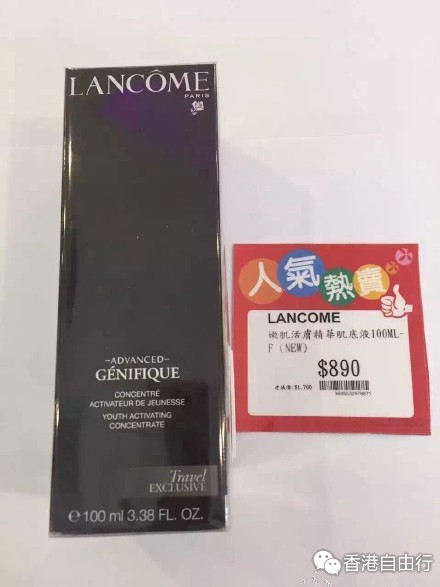 LANCÔME
PARIS
—ADVANCED—
GÉNIFIQUE
CONCENTRÉ
ACTIVATEUR DE JEUNESSE
YOUTH ACTIVATING
CONCENTRATE
Travel
EXCLUSIVE
e 100 ml 3.38 FL. OZ.
人氣熱賣
LANCOME
嫩肌活膚精華肌底液100ML-
F (NEW)
$890
$1,760
香港自由行